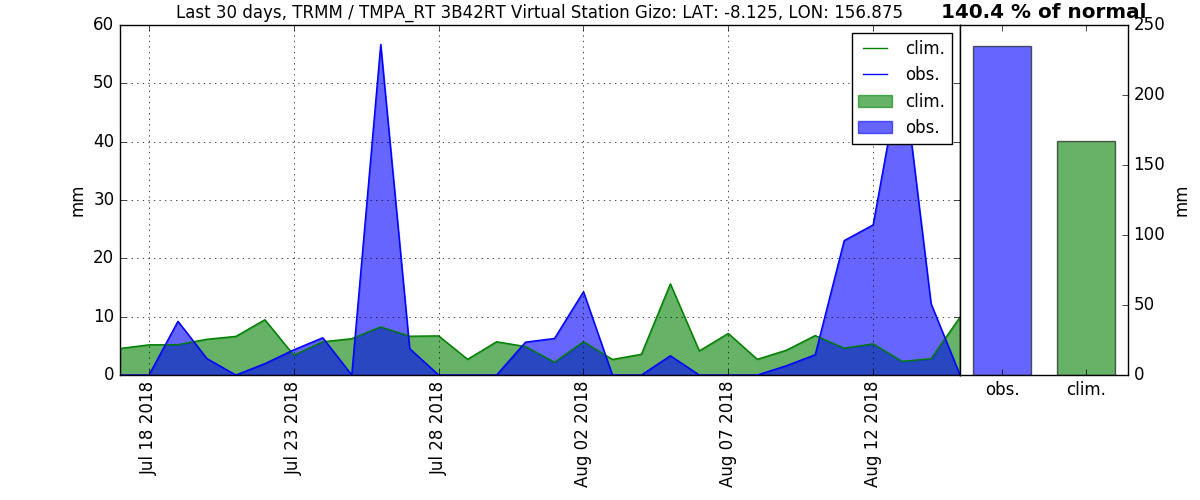 Last 30 days, TRMM / TMPA_RT 3B42RT Virtual Station Gizo: LAT: -8.125, LON: 156.875
140.4 % of normal
60
50
40
30
20
10
0
mm
clim.
obs.
clim.
obs.
250
200
150
100
50
0
mm
Jul 18 2018
Jul 23 2018
Jul 28 2018
Aug 02 2018
Aug 07 2018
Aug 12 2018
obs.
clim.